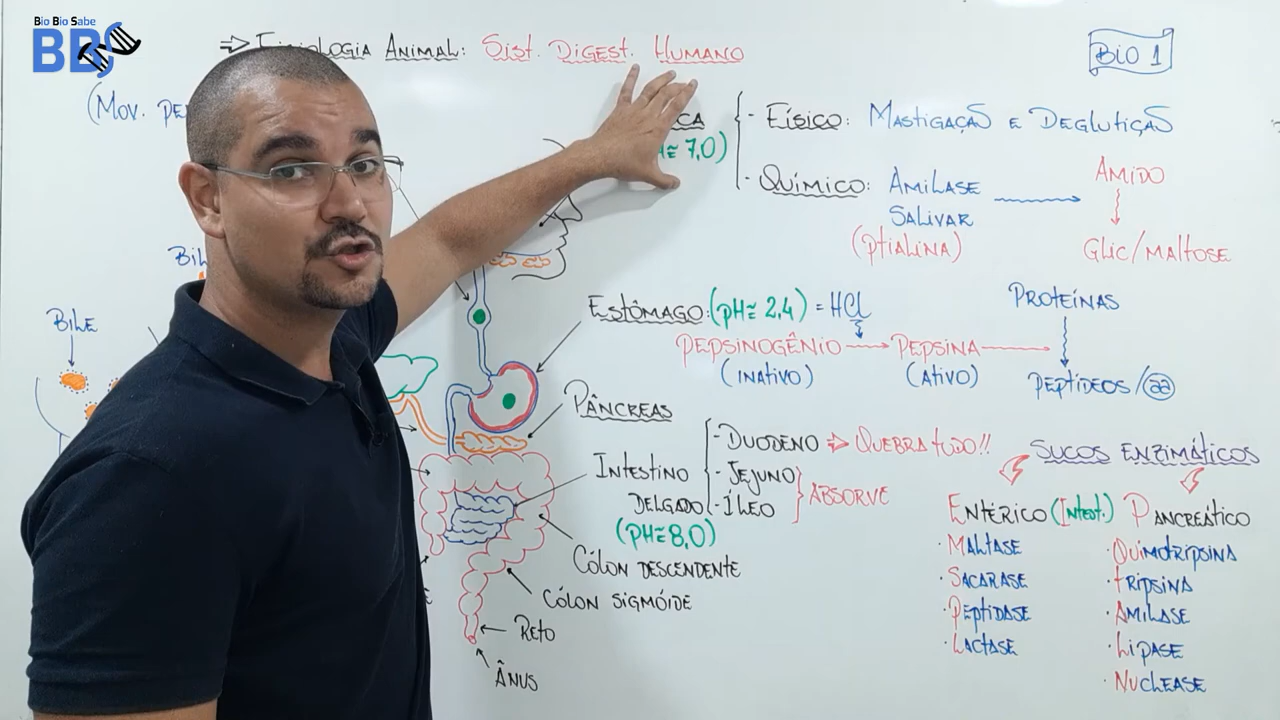 Bio Bio Sabe
BBS
⇒ Fisiologia Animal: Sist. Digest. Humano
BIO 1
(Mov. Pe
CA
≅ 7,0)
- Físico: Mastigação e Deglutição
- Químico: Amilase Salivar (Ptialina) → Amido → Glic/Maltose
Bil
Bile
Estômago: (pH ≅ 2,4) = HCl
Pepsinogênio (Inativo) → Pepsina (Ativo) →
Proteínas → Peptídeos/aa
Pâncreas
Intestino Delgado
(pH ≅ 8,0)
- Duodeno ⇒ Quebra tudo!!
- Jejuno
- Íleo
Absorve
Cólon Descendente
Cólon Sigmóide
Reto
Ânus
Sucos Enzimáticos
Entérico (Intest.)
· Maltase
· Sacarase
· Peptidase
· Lactase
Pancreático
· Quimotripsina
· Tripsina
· Amilase
· Lipase
· Nuclease